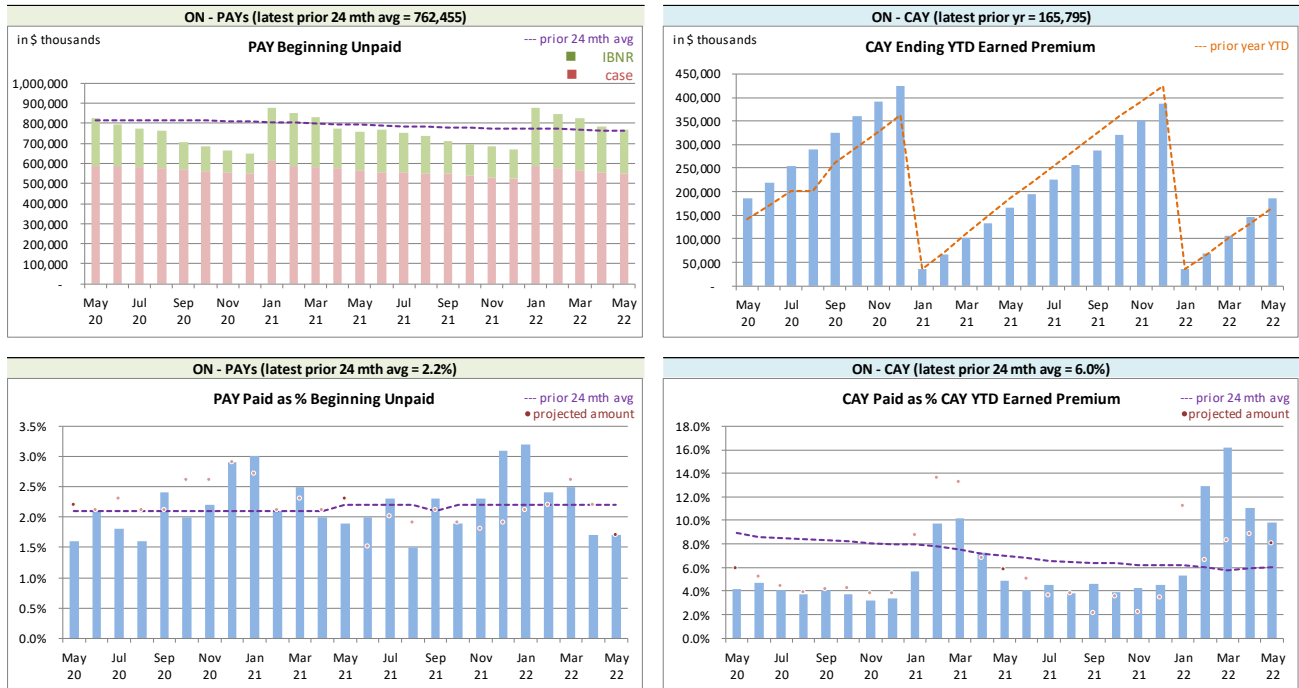 ON - PAYs (latest prior 24 mth avg = 762,455)
in $ thousands
PAY Beginning Unpaid
--- prior 24 mth avg
IBNR
case
1,000,000
900,000
800,000
700,000
600,000
500,000
400,000
300,000
200,000
100,000
-
May Jul Sep Nov Jan Mar May Jul Sep Nov Jan Mar May
20 20 20 20 21 21 21 21 21 21 22 22 22
ON - CAY (latest prior yr = 165,795)
in $ thousands
CAY Ending YTD Earned Premium
--- prior year YTD
450,000
400,000
350,000
300,000
250,000
200,000
150,000
100,000
50,000
-
May Jul Sep Nov Jan Mar May Jul Sep Nov Jan Mar May
20 20 20 20 21 21 21 21 21 21 22 22 22
ON - PAYs (latest prior 24 mth avg = 2.2%)
PAY Paid as % Beginning Unpaid
--- prior 24 mth avg
• projected amount
3.5%
3.0%
2.5%
2.0%
1.5%
1.0%
0.5%
0.0%
May Jul Sep Nov Jan Mar May Jul Sep Nov Jan Mar May
20 20 20 20 21 21 21 21 21 21 22 22 22
ON - CAY (latest prior 24 mth avg = 6.0%)
CAY Paid as % CAY YTD Earned Premium
--- prior 24 mth avg
• projected amount
18.0%
16.0%
14.0%
12.0%
10.0%
8.0%
6.0%
4.0%
2.0%
0.0%
May Jul Sep Nov Jan Mar May Jul Sep Nov Jan Mar May
20 20 20 20 21 21 21 21 21 21 22 22 22